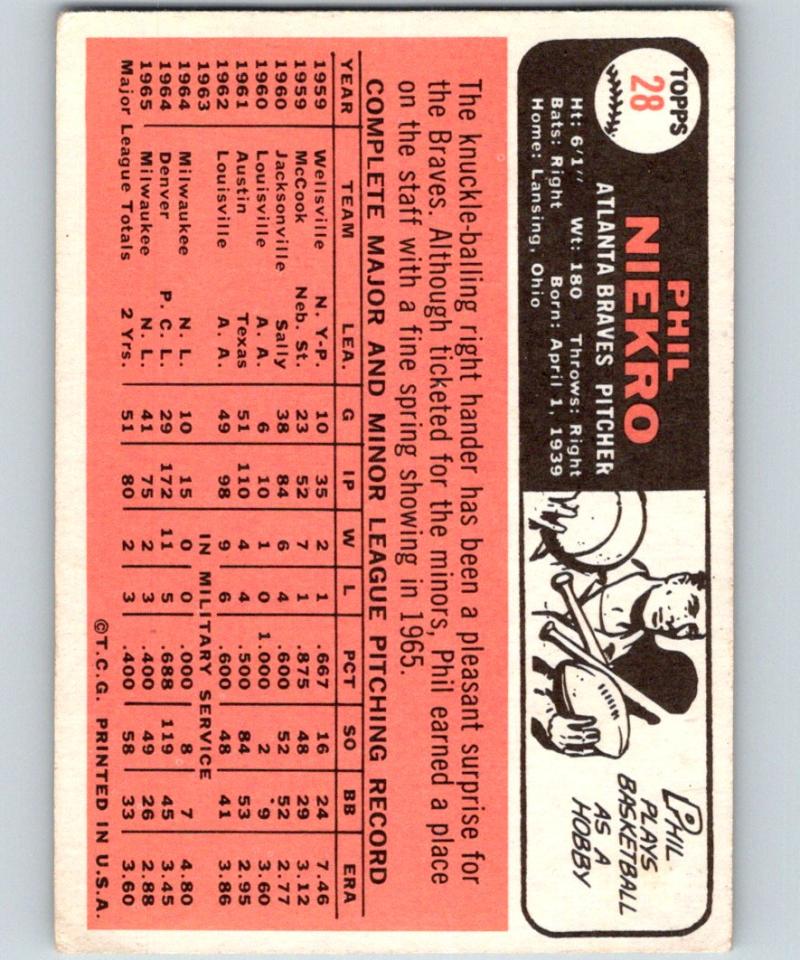 TOPPS
28
PHIL
NIEKRO
ATLANTA BRAVES PITCHER
Ht: 6'1" Wt: 180 Throws: Right
Bats: Right Born: April 1, 1939
Home: Lansing, Ohio
PHIL
PLAYS
BASKETBALL
AS A
HOBBY
The knuckle-balling right hander has been a pleasant surprise for
the Braves. Although ticketed for the minors, Phil earned a place
on the staff with a fine spring showing in 1965.
COMPLETE MAJOR AND MINOR LEAGUE PITCHING RECORD
YEAR TEAM LEA. G IP W L PCT SO BB ERA
1959 Wellsville N. Y-P. 10 35 2 1 .667 16 24 7.46
1959 McCook Neb. St. 23 52 7 1 .875 48 29 3.12
1960 Jacksonville Sally 38 84 6 4 .600 52 52 2.77
1960 Louisville A. A. 6 10 1 0 1.000 2 9 3.60
1961 Austin Texas 51 110 4 4 .500 84 53 2.95
1962 Louisville A. A. 49 98 9 6 .600 48 41 3.86
1963 IN MILITARY SERVICE
1964 Milwaukee N. L. 10 15 0 0 .000 8 7 4.80
1964 Denver P. C. L. 29 172 11 5 .688 119 45 3.45
1965 Milwaukee N. L. 41 75 2 3 .400 49 26 2.88
Major League Totals 2 Yrs. 51 80 2 3 .400 58 33 3.60
©T.C.G. PRINTED IN U.S.A.